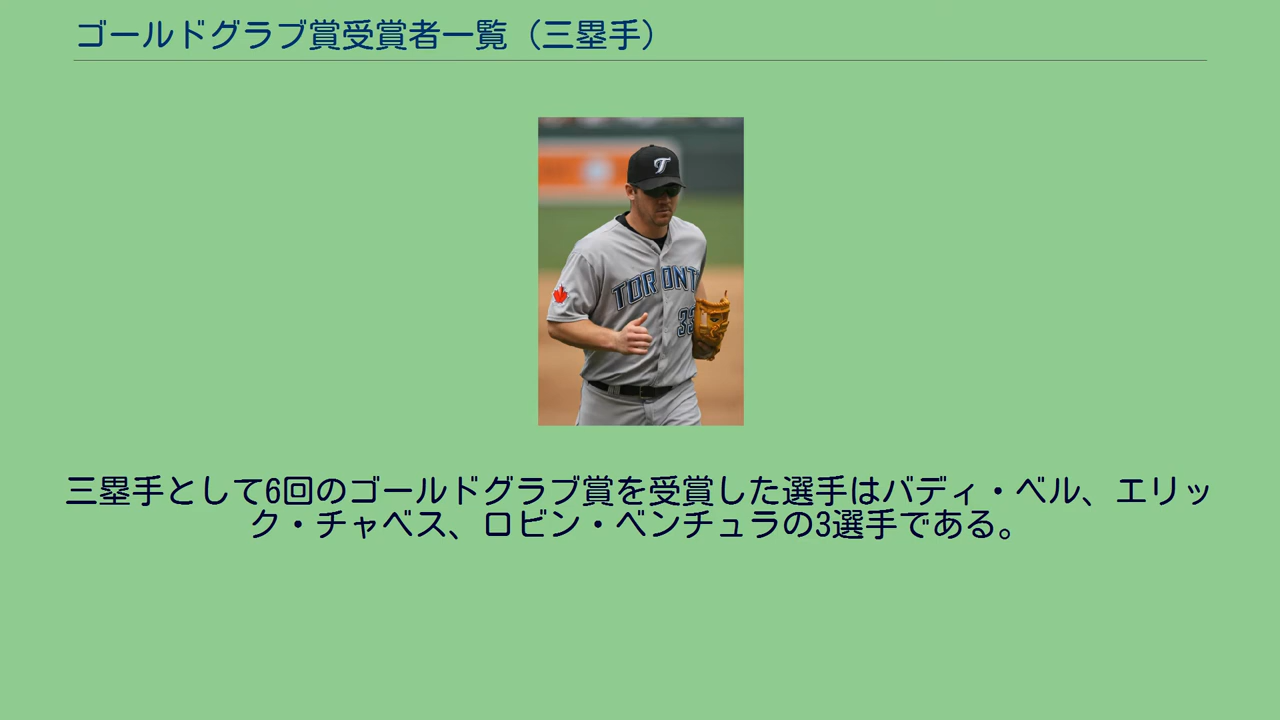 ゴールドグラブ賞受賞者一覧（三塁手）
T
TORONTO
33
三塁手として6回のゴールドグラブ賞を受賞した選手はバディ・ベル、エリッ
ク・チャベス、ロビン・ベンチュラの3選手である。